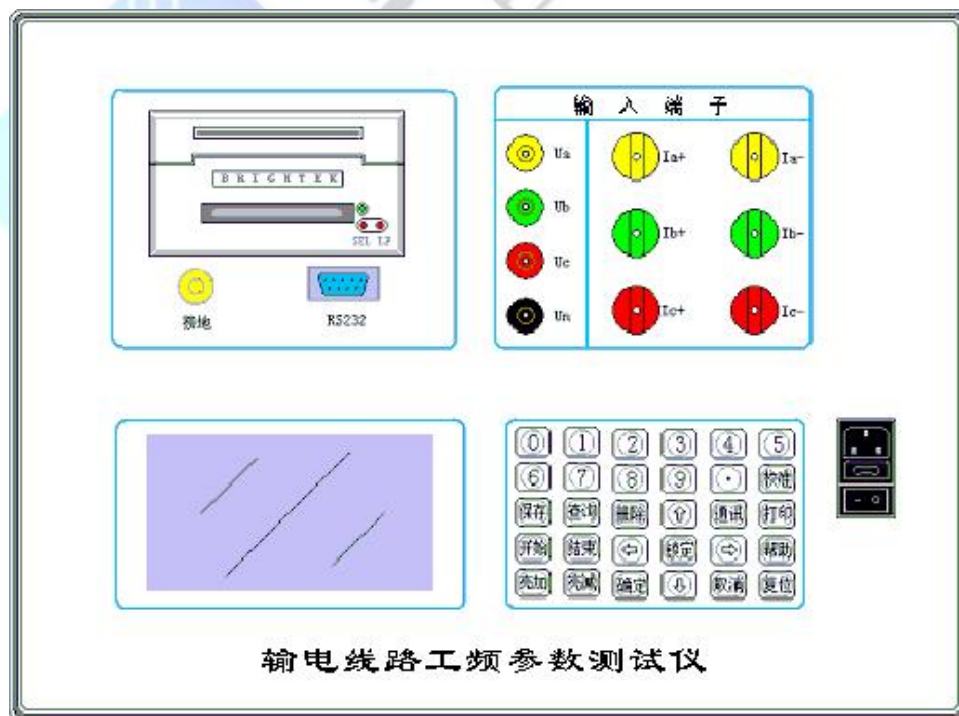 输 入 端 子
Ua Ia+ Ia-
Ub Ib+ Ib-
Uc Ic+ Ic-
Un
BRIGHTEK
SEL LF
接地 RS232
0 1 2 3 4 5
6 7 8 9 · 校准
保存 查询 删除 ⇧ 通讯 打印
开始 结束 ⇦ 锁定 ⇨ 帮助
亮加 亮减 确定 ⇩ 取消 复位
输电线路工频参数测试仪